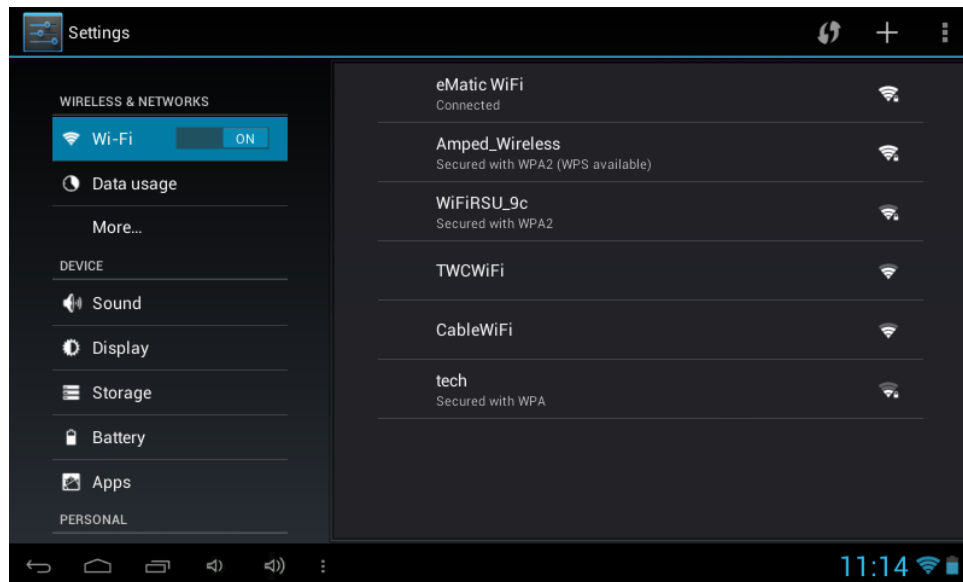 Settings
WIRELESS & NETWORKS
Wi-Fi ON
Data usage
More...
DEVICE
Sound
Display
Storage
Battery
Apps
PERSONAL
eMatic WiFi
Connected
Amped_Wireless
Secured with WPA2 (WPS available)
WiFiRSU_9c
Secured with WPA2
TWCWiFi
CableWiFi
tech
Secured with WPA
11:14